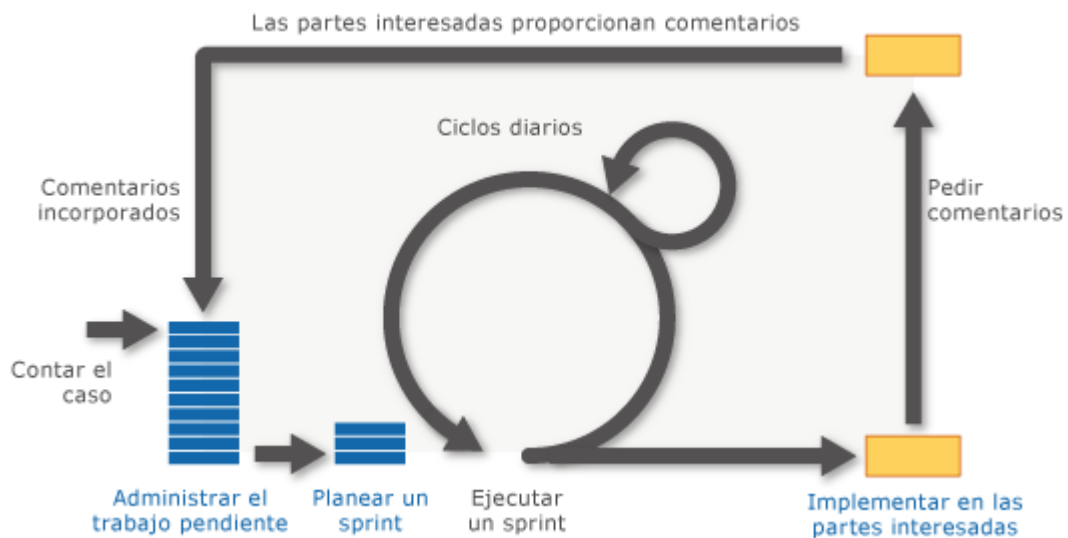 Las partes interesadas proporcionan comentarios
Ciclos diarios
Comentarios
incorporados
Pedir
comentarios
Contar el
caso
Administrar el
trabajo pendiente
Planear un
sprint
Ejecutar
un sprint
Implementar en las
partes interesadas